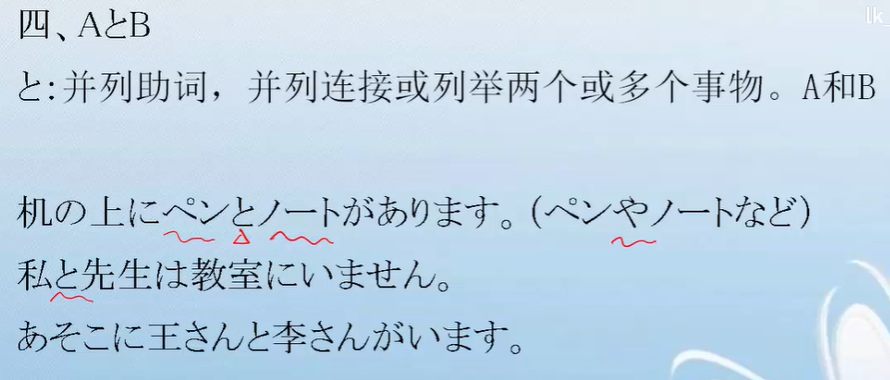 lk
四、AとB
と:并列助词，并列连接或列举两个或多个事物。A和B
机の上にペンとノートがあります。(ペンやノートなど)
私と先生は教室にいません。
あそこに王さんと李さんがいます。